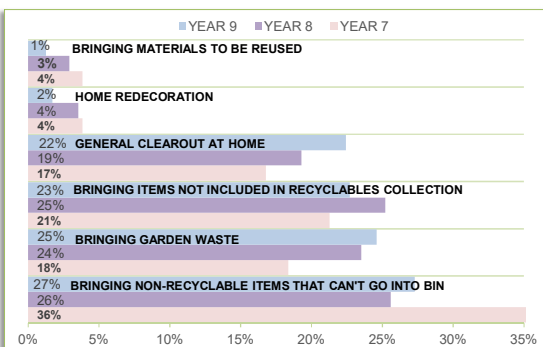 YEAR 9 YEAR 8 YEAR 7
1% BRINGING MATERIALS TO BE REUSED
3%
4%
2% HOME REDECORATION
4%
4%
22% GENERAL CLEAROUT AT HOME
19%
17%
23% BRINGING ITEMS NOT INCLUDED IN RECYCLABLES COLLECTION
25%
21%
25% BRINGING GARDEN WASTE
24%
18%
27% BRINGING NON-RECYCLABLE ITEMS THAT CAN'T GO INTO BIN
26%
36%
0% 5% 10% 15% 20% 25% 30% 35%